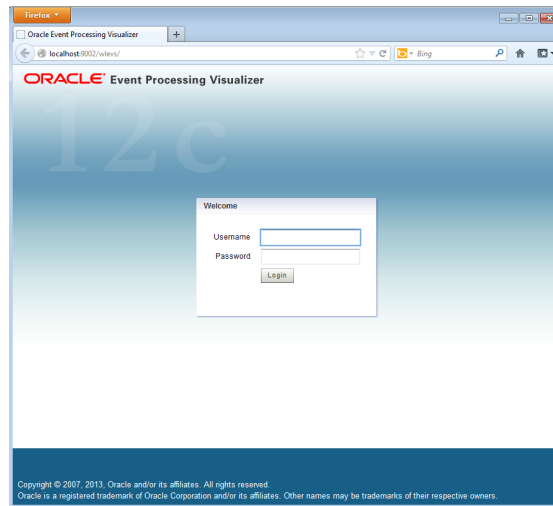 Firefox
Oracle Event Processing Visualizer
localhost:9002/wlevs/
Bing
ORACLE Event Processing Visualizer
12c
Welcome
Username
Password
Login
Copyright © 2007, 2013, Oracle and/or its affiliates. All rights reserved.
Oracle is a registered trademark of Oracle Corporation and/or its affiliates. Other names may be trademarks of their respective owners.